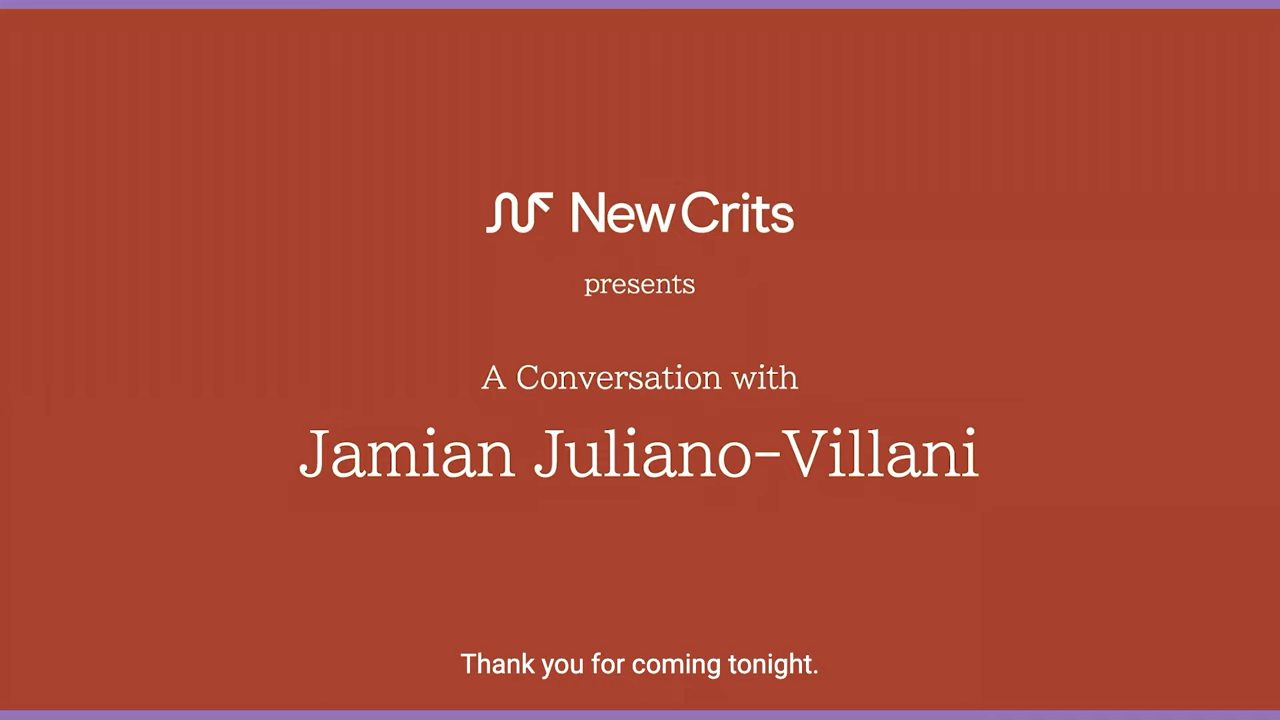 NewCrits
presents
A Conversation with
Jamian Juliano-Villani
Thank you for coming tonight.